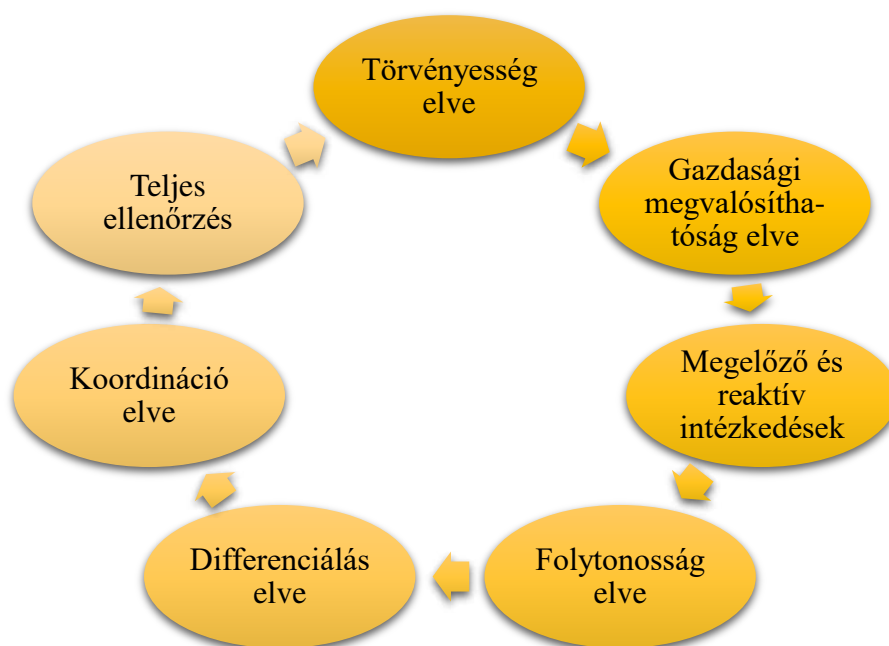 Törvényesség
elve
Gazdasági
megvalósítha-
tóság elve
Megelőző és
reaktív
intézkedések
Folytonosság
elve
Differenciálás
elve
Koordináció
elve
Teljes
ellenőrzés